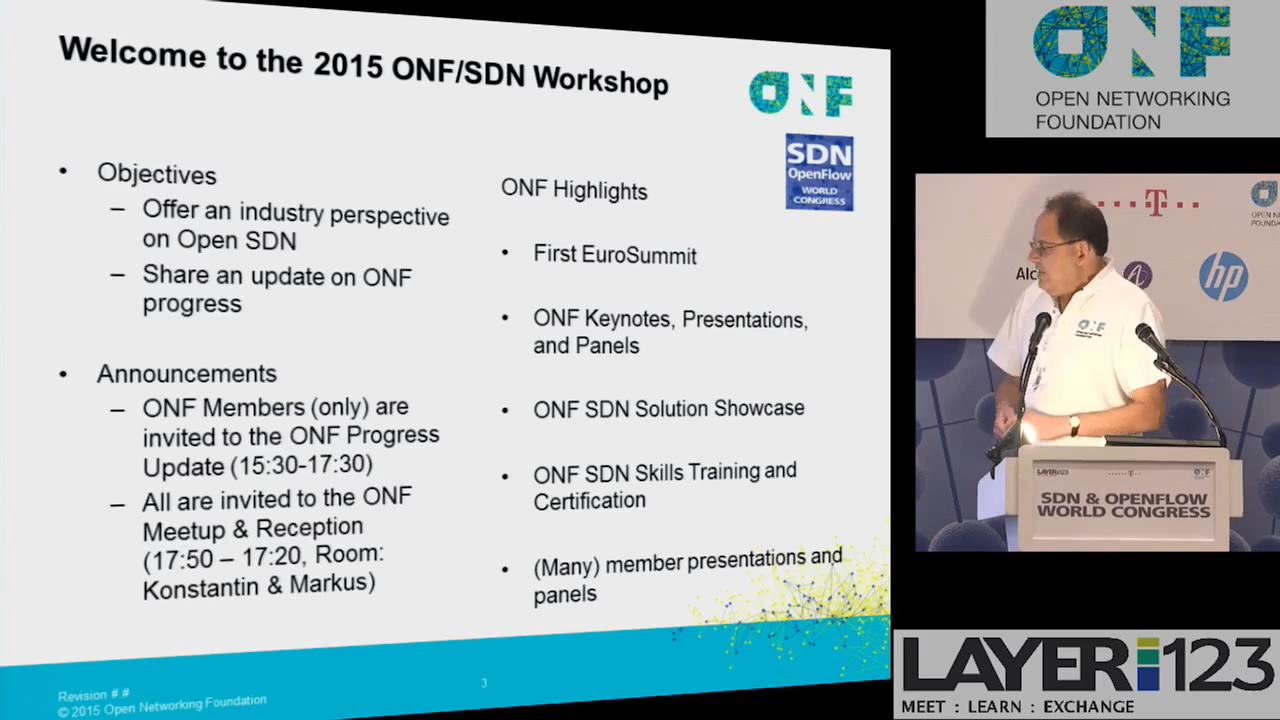 Welcome to the 2015 ONF/SDN Workshop
ONF
SDN
OpenFlow
WORLD
CONGRESS
• Objectives
– Offer an industry perspective
on Open SDN
– Share an update on ONF
progress
• Announcements
– ONF Members (only) are
invited to the ONF Progress
Update (15:30-17:30)
– All are invited to the ONF
Meetup & Reception
(17:50 – 17:20, Room:
Konstantin & Markus)
ONF Highlights
• First EuroSummit
• ONF Keynotes, Presentations,
and Panels
• ONF SDN Solution Showcase
• ONF SDN Skills Training and
Certification
• (Many) member presentations and
panels
Revision # #
© 2015 Open Networking Foundation
3
ONF
OPEN NETWORKING
FOUNDATION
T
hp
ONF
LAYER123
SDN & OPENFLOW
WORLD CONGRESS
LAYER123
MEET : LEARN : EXCHANGE